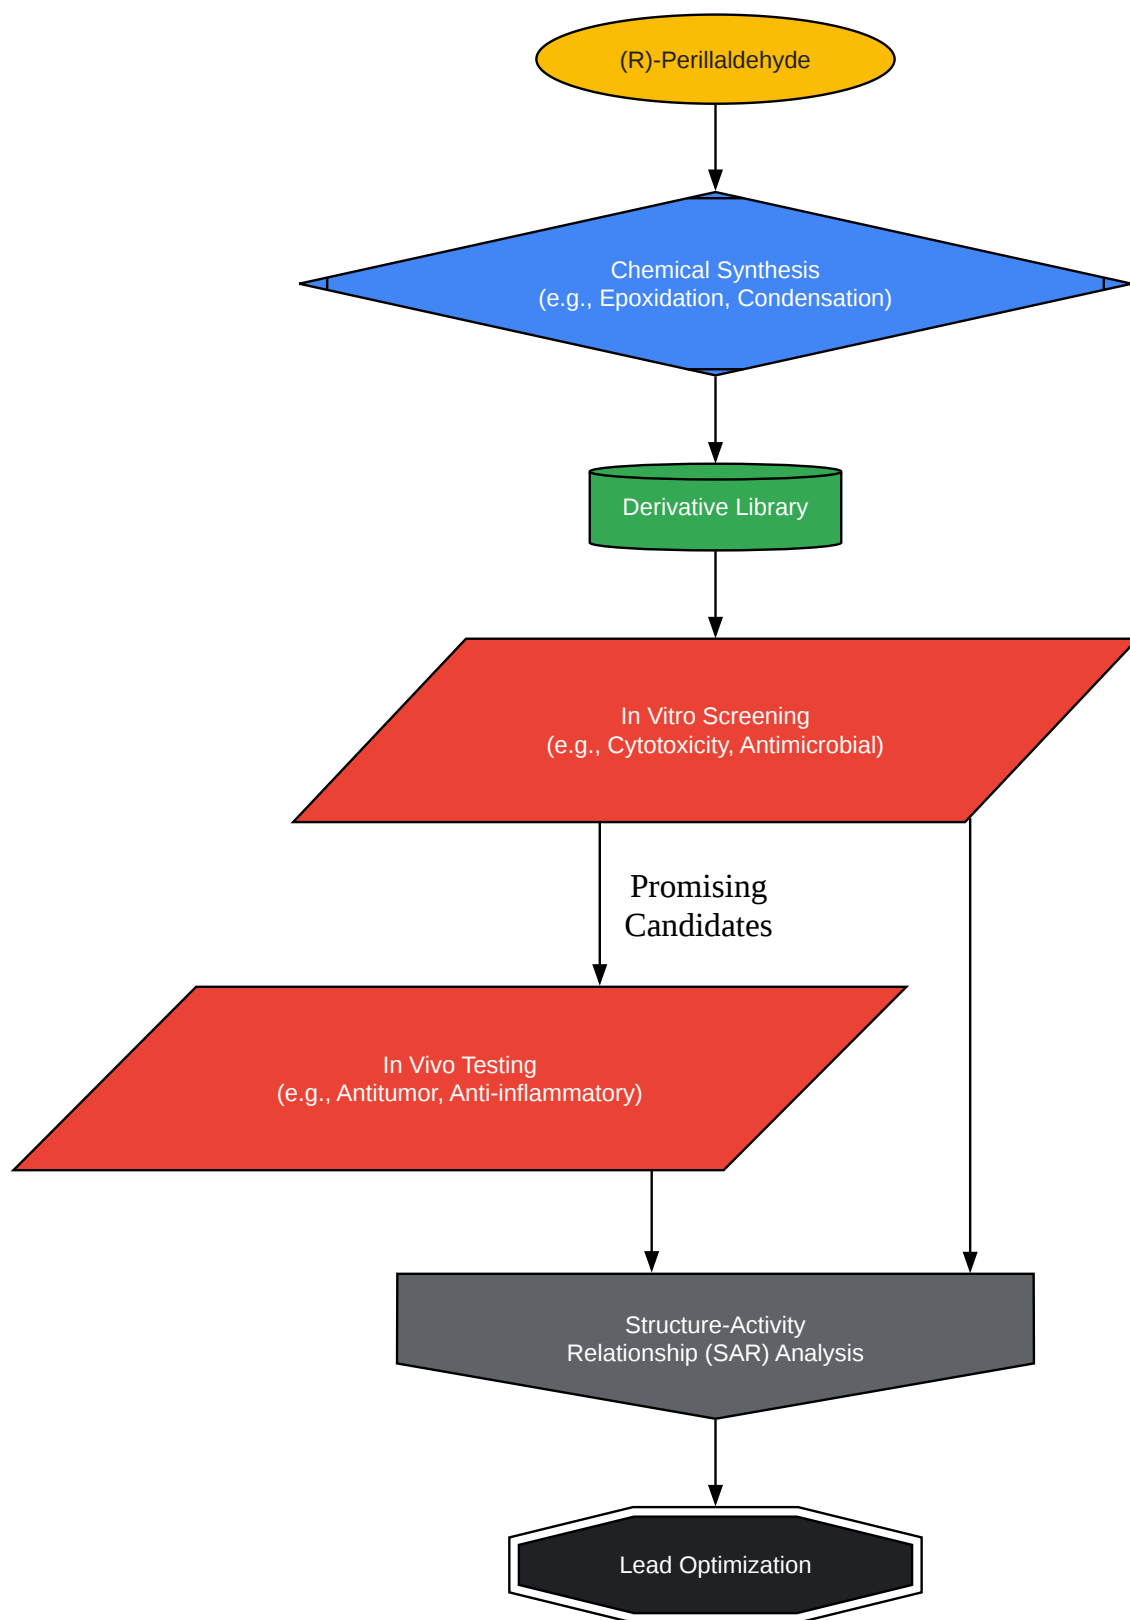 (R)-Perillaldehyde
Chemical Synthesis
(e.g., Epoxidation, Condensation)
Derivative Library
In Vitro Screening
(e.g., Cytotoxicity, Antimicrobial)
Promising
Candidates
In Vivo Testing
(e.g., Antitumor, Anti-inflammatory)
Structure-Activity
Relationship (SAR) Analysis
Lead Optimization